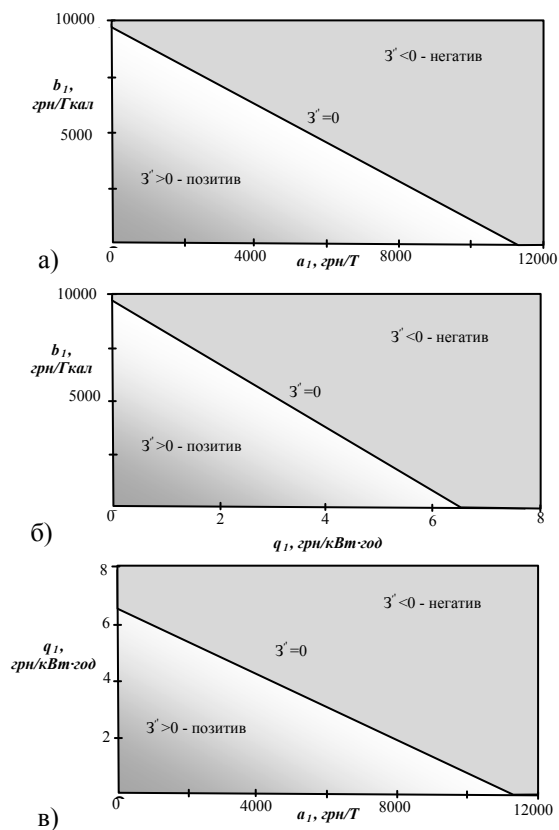 10000
З″<0 - негатив
b1,
грн/Гкал
З″=0
5000
З″>0 - позитив
0 4000 8000 12000
а) a1, грн/Т
10000
З″<0 - негатив
b1,
грн/Гкал
5000
З″=0
З″>0 - позитив
0 2 4 6 8
б) q1, грн/кВт·год
8
З″<0 - негатив
6
q1,
грн/кВт·год
З″=0
4
2
З″>0 - позитив
0 4000 8000 12000
в) a1, грн/Т